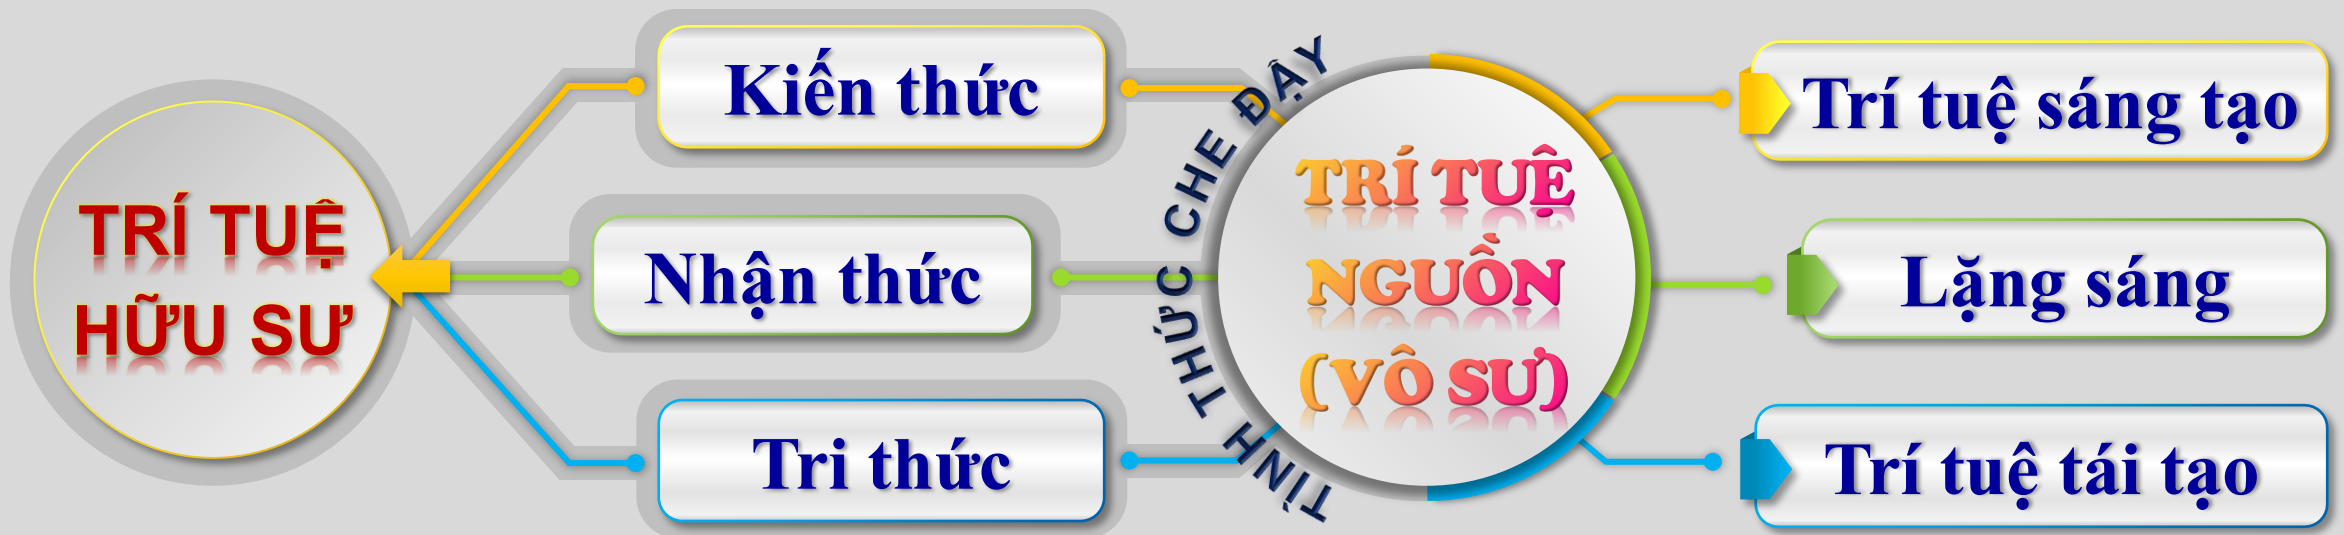 TRÍ TUỆ
HỮU SƯ
Kiến thức
Nhận thức
Tri thức
TÍNH THỨC CHE ĐẬY
TRÍ TUỆ
NGUỒN
(VÔ SƯ)
Trí tuệ sáng tạo
Lặng sáng
Trí tuệ tái tạo